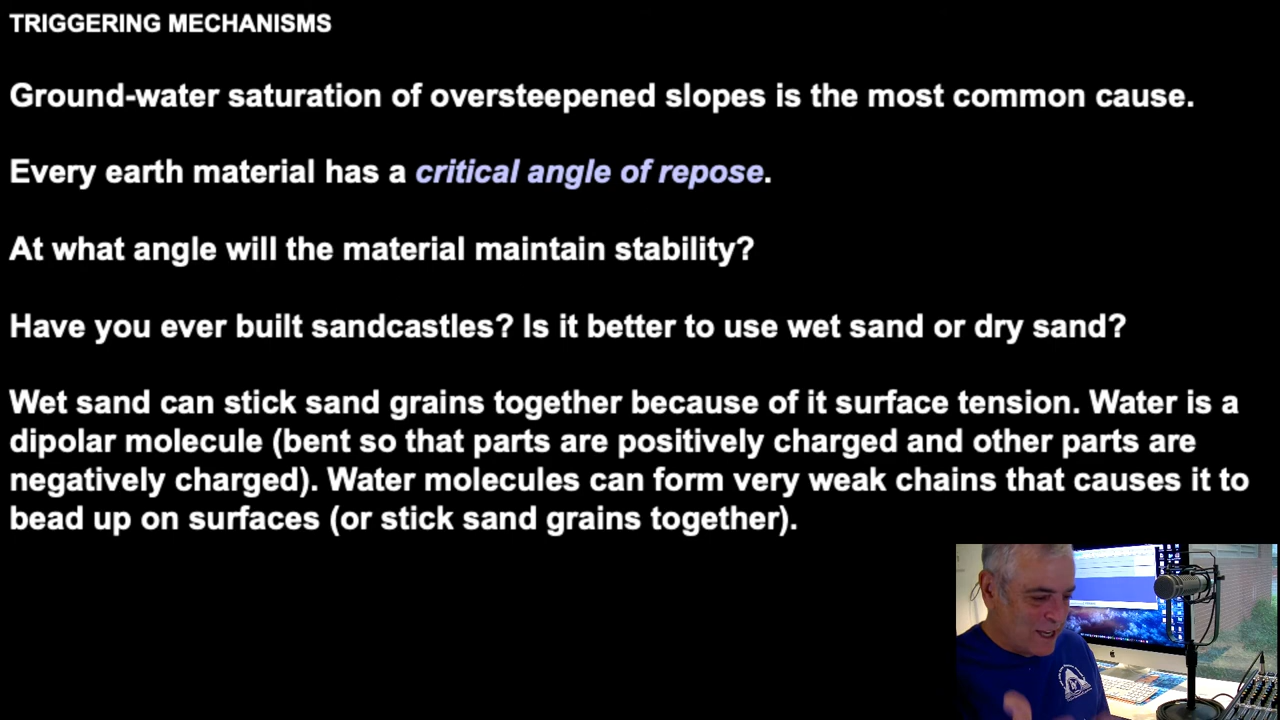 TRIGGERING MECHANISMS
Ground-water saturation of oversteepened slopes is the most common cause.
Every earth material has a critical angle of repose.
At what angle will the material maintain stability?
Have you ever built sandcastles? Is it better to use wet sand or dry sand?
Wet sand can stick sand grains together because of it surface tension. Water is a
dipolar molecule (bent so that parts are positively charged and other parts are
negatively charged). Water molecules can form very weak chains that causes it to
bead up on surfaces (or stick sand grains together).